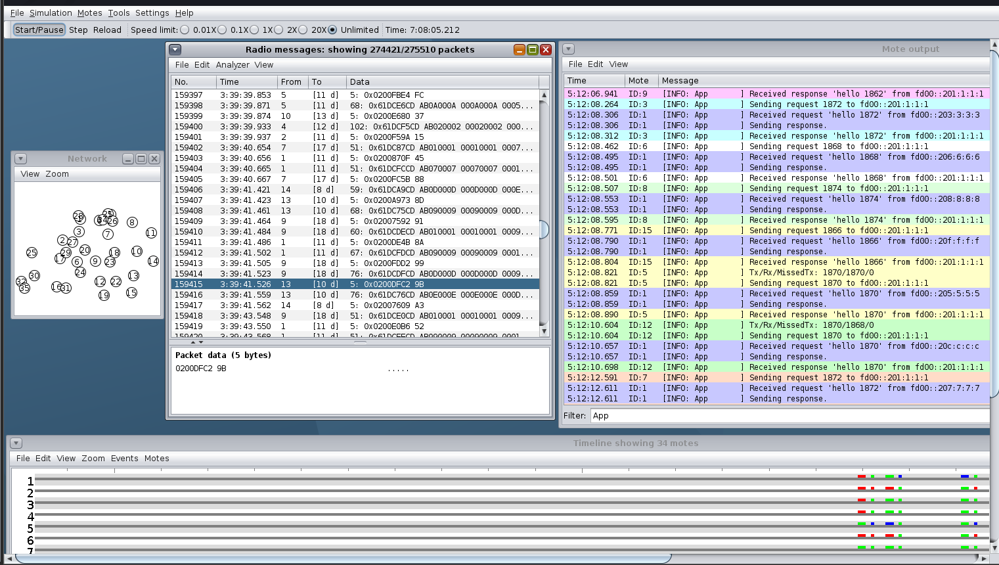 File Simulation Motes Tools Settings Help
Start/Pause Step Reload Speed limit: 0.01X 0.1X 1X 2X 20X Unlimited Time: 7:08:05.212
Radio messages: showing 274421/275510 packets
File Edit Analyzer View
No. Time From To Data
159397 3:39:39.853 5 [11 d] 5: 0x0200FBE4 FC
159398 3:39:39.871 5 [11 d] 68: 0x61DCE6CD AB0A000A 000A000A 0005...
159399 3:39:39.874 10 [13 d] 5: 0x0200E680 37
159400 3:39:39.933 4 [12 d] 102: 0x61DCF5CD AB020002 00020002 000...
159401 3:39:39.937 2 [11 d] 5: 0x0200F59A 15
159402 3:39:40.654 7 [17 d] 51: 0x61DC87CD AB010001 00010001 0007...
159403 3:39:40.656 1 [11 d] 5: 0x0200870F 45
159404 3:39:40.665 1 [11 d] 51: 0x61DCFCCD AB070007 00070007 0001...
159405 3:39:40.667 7 [17 d] 5: 0x0200FC5B 88
159406 3:39:41.421 14 [8 d] 59: 0x61DCA9CD AB0D000D 000D000D 000E...
159407 3:39:41.423 13 [10 d] 5: 0x0200A973 8D
159408 3:39:41.461 13 [10 d] 68: 0x61DC75CD AB090009 00090009 000D...
159409 3:39:41.464 9 [18 d] 5: 0x02007592 91
159410 3:39:41.484 9 [18 d] 60: 0x61DCDECD AB010001 00010001 0009...
159411 3:39:41.486 1 [11 d] 5: 0x0200DE4B 8A
159412 3:39:41.502 1 [11 d] 67: 0x61DCFDCD AB090009 00090009 0001...
159413 3:39:41.505 9 [18 d] 5: 0x0200FDD2 99
159414 3:39:41.523 9 [18 d] 76: 0x61DCDFCD AB0D000D 000D000D 0009...
159415 3:39:41.526 13 [10 d] 5: 0x0200DFC2 9B
159416 3:39:41.559 13 [10 d] 76: 0x61DC76CD AB0E000E 000E000E 000D...
159417 3:39:41.562 14 [8 d] 5: 0x02007609 A3
159418 3:39:43.548 9 [18 d] 51: 0x61DCE0CD AB010001 00010001 0009...
159419 3:39:43.550 1 [11 d] 5: 0x0200E0B6 52
159420 3:39:43.568 1 [11 d] 51: 0x61DCFECD AB090009 00090009 0001...
Packet data (5 bytes)
0200DFC2 9B .....
Mote output
File Edit View
Time Mote Message
5:12:06.941 ID:9 [INFO: App ] Received response 'hello 1862' from fd00::201:1:1:1
5:12:08.264 ID:3 [INFO: App ] Sending request 1872 to fd00::201:1:1:1
5:12:08.306 ID:1 [INFO: App ] Received request 'hello 1872' from fd00::203:3:3:3
5:12:08.306 ID:1 [INFO: App ] Sending response.
5:12:08.312 ID:3 [INFO: App ] Received response 'hello 1872' from fd00::201:1:1:1
5:12:08.462 ID:6 [INFO: App ] Sending request 1868 to fd00::201:1:1:1
5:12:08.495 ID:1 [INFO: App ] Received request 'hello 1868' from fd00::206:6:6:6
5:12:08.495 ID:1 [INFO: App ] Sending response.
5:12:08.501 ID:6 [INFO: App ] Received response 'hello 1868' from fd00::201:1:1:1
5:12:08.507 ID:8 [INFO: App ] Sending request 1874 to fd00::201:1:1:1
5:12:08.553 ID:1 [INFO: App ] Received request 'hello 1874' from fd00::208:8:8:8
5:12:08.553 ID:1 [INFO: App ] Sending response.
5:12:08.595 ID:8 [INFO: App ] Received response 'hello 1874' from fd00::201:1:1:1
5:12:08.771 ID:15 [INFO: App ] Sending request 1866 to fd00::201:1:1:1
5:12:08.790 ID:1 [INFO: App ] Received request 'hello 1866' from fd00::20f:f:f:f
5:12:08.790 ID:1 [INFO: App ] Sending response.
5:12:08.804 ID:15 [INFO: App ] Received response 'hello 1866' from fd00::201:1:1:1
5:12:08.821 ID:5 [INFO: App ] Tx/Rx/MissedTx: 1870/1870/0
5:12:08.821 ID:5 [INFO: App ] Sending request 1870 to fd00::201:1:1:1
5:12:08.859 ID:1 [INFO: App ] Received request 'hello 1870' from fd00::205:5:5:5
5:12:08.859 ID:1 [INFO: App ] Sending response.
5:12:08.890 ID:5 [INFO: App ] Received response 'hello 1870' from fd00::201:1:1:1
5:12:10.604 ID:12 [INFO: App ] Tx/Rx/MissedTx: 1870/1868/0
5:12:10.604 ID:12 [INFO: App ] Sending request 1870 to fd00::201:1:1:1
5:12:10.657 ID:1 [INFO: App ] Received request 'hello 1870' from fd00::20c:c:c:c
5:12:10.657 ID:1 [INFO: App ] Sending response.
5:12:10.698 ID:12 [INFO: App ] Received response 'hello 1870' from fd00::201:1:1:1
5:12:12.591 ID:7 [INFO: App ] Sending request 1872 to fd00::201:1:1:1
5:12:12.611 ID:1 [INFO: App ] Received request 'hello 1872' from fd00::207:7:7:7
5:12:12.611 ID:1 [INFO: App ] Sending response.
Filter: App
Network
View Zoom
28 26 8
3 7 11
2 27
25 29 20 18 10
17 6 9 23 14
24
30 13
32 12 22
35 16 31
19 15
Timeline showing 34 motes
File Edit View Zoom Events Motes
1
2
3
4
5
6
7